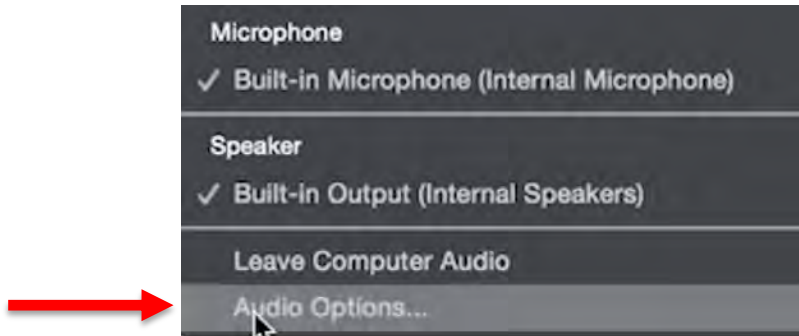 Microphone
✓ Built-in Microphone (Internal Microphone)
Speaker
✓ Built-in Output (Internal Speakers)
Leave Computer Audio
Audio Options...